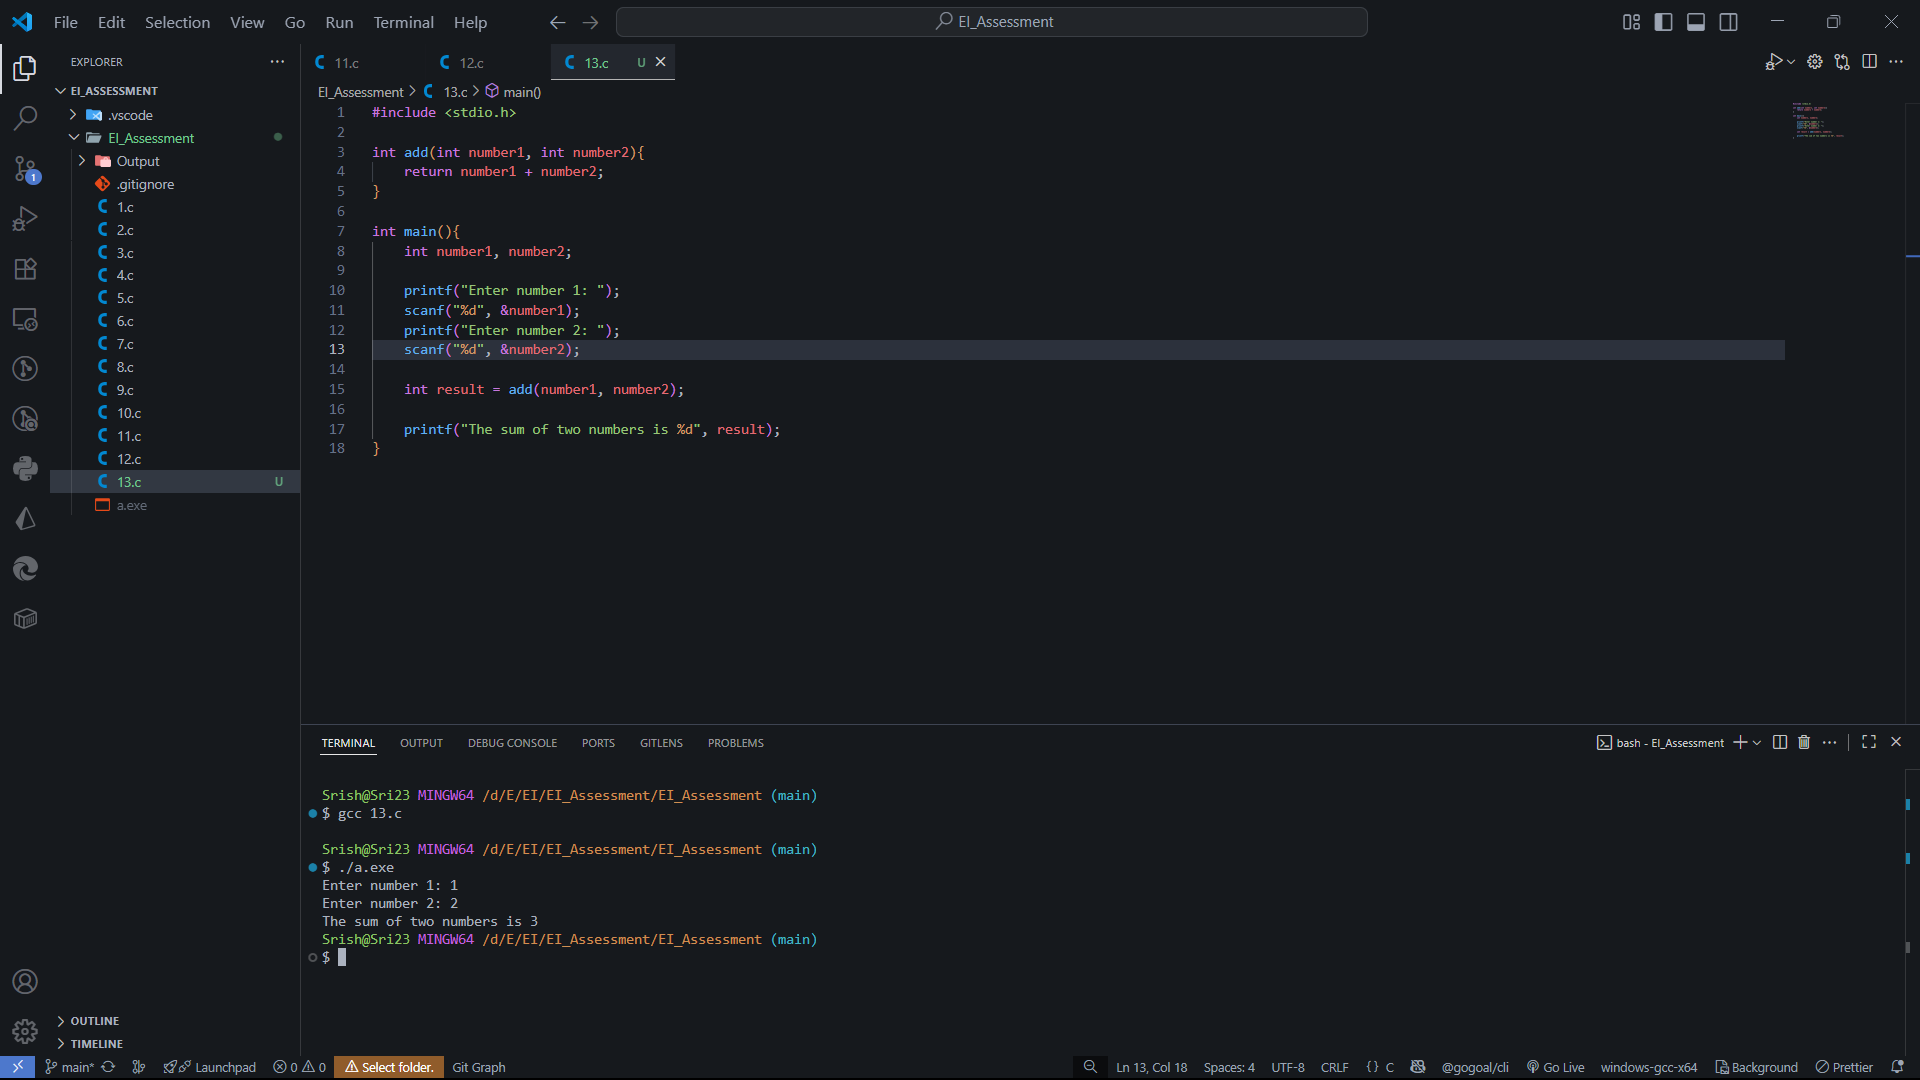 File Edit Selection View Go Run Terminal Help
EI_Assessment
EXPLORER
EI_ASSESSMENT
.vscode
EI_Assessment
Output
.gitignore
1.c
2.c
3.c
4.c
5.c
6.c
7.c
8.c
9.c
10.c
11.c
12.c
13.c U
a.exe
OUTLINE
TIMELINE
1
11.c 12.c 13.c U
EI_Assessment > 13.c > main()
1 #include <stdio.h>
2
3 int add(int number1, int number2){
4 return number1 + number2;
5 }
6
7 int main(){
8 int number1, number2;
9
10 printf("Enter number 1: ");
11 scanf("%d", &number1);
12 printf("Enter number 2: ");
13 scanf("%d", &number2);
14
15 int result = add(number1, number2);
16
17 printf("The sum of two numbers is %d", result);
18 }
TERMINAL OUTPUT DEBUG CONSOLE PORTS GITLENS PROBLEMS
bash - EI_Assessment
Srish@Sri23 MINGW64 /d/E/EI/EI_Assessment/EI_Assessment (main)
$ gcc 13.c
Srish@Sri23 MINGW64 /d/E/EI/EI_Assessment/EI_Assessment (main)
$ ./a.exe
Enter number 1: 1
Enter number 2: 2
The sum of two numbers is 3
Srish@Sri23 MINGW64 /d/E/EI/EI_Assessment/EI_Assessment (main)
$
main* Launchpad 0 0 Select folder. Git Graph Ln 13, Col 18 Spaces: 4 UTF-8 CRLF {} C @gogoal/cli Go Live windows-gcc-x64 Background Prettier